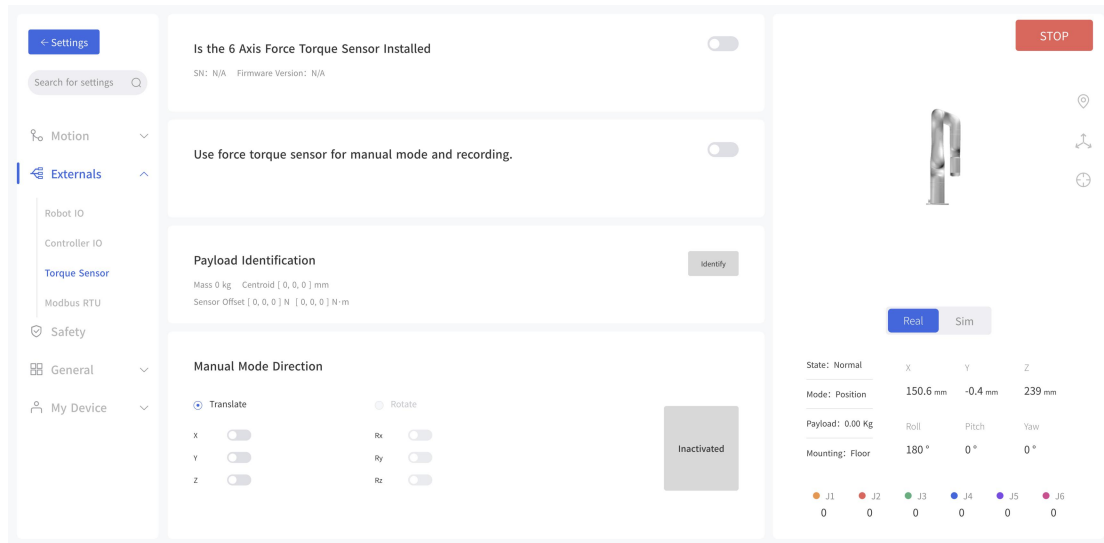 ← Settings
Search for settings
Motion
Externals
Robot IO
Controller IO
Torque Sensor
Modbus RTU
Safety
General
My Device
Is the 6 Axis Force Torque Sensor Installed
SN: N/A Firmware Version: N/A
Use force torque sensor for manual mode and recording.
Payload Identification
Identify
Mass 0 kg Centroid [ 0, 0, 0 ] mm
Sensor Offset [ 0, 0, 0 ] N [ 0, 0, 0 ] N·m
Manual Mode Direction
Translate Rotate
X Rx
Y Ry
Z Rz
Inactivated
STOP
Real Sim
State: Normal
Mode: Position
Payload: 0.00 Kg
Mounting: Floor
X Y Z
150.6 mm -0.4 mm 239 mm
Roll Pitch Yaw
180 ° 0 ° 0 °
J1 J2 J3 J4 J5 J6
0 0 0 0 0 0